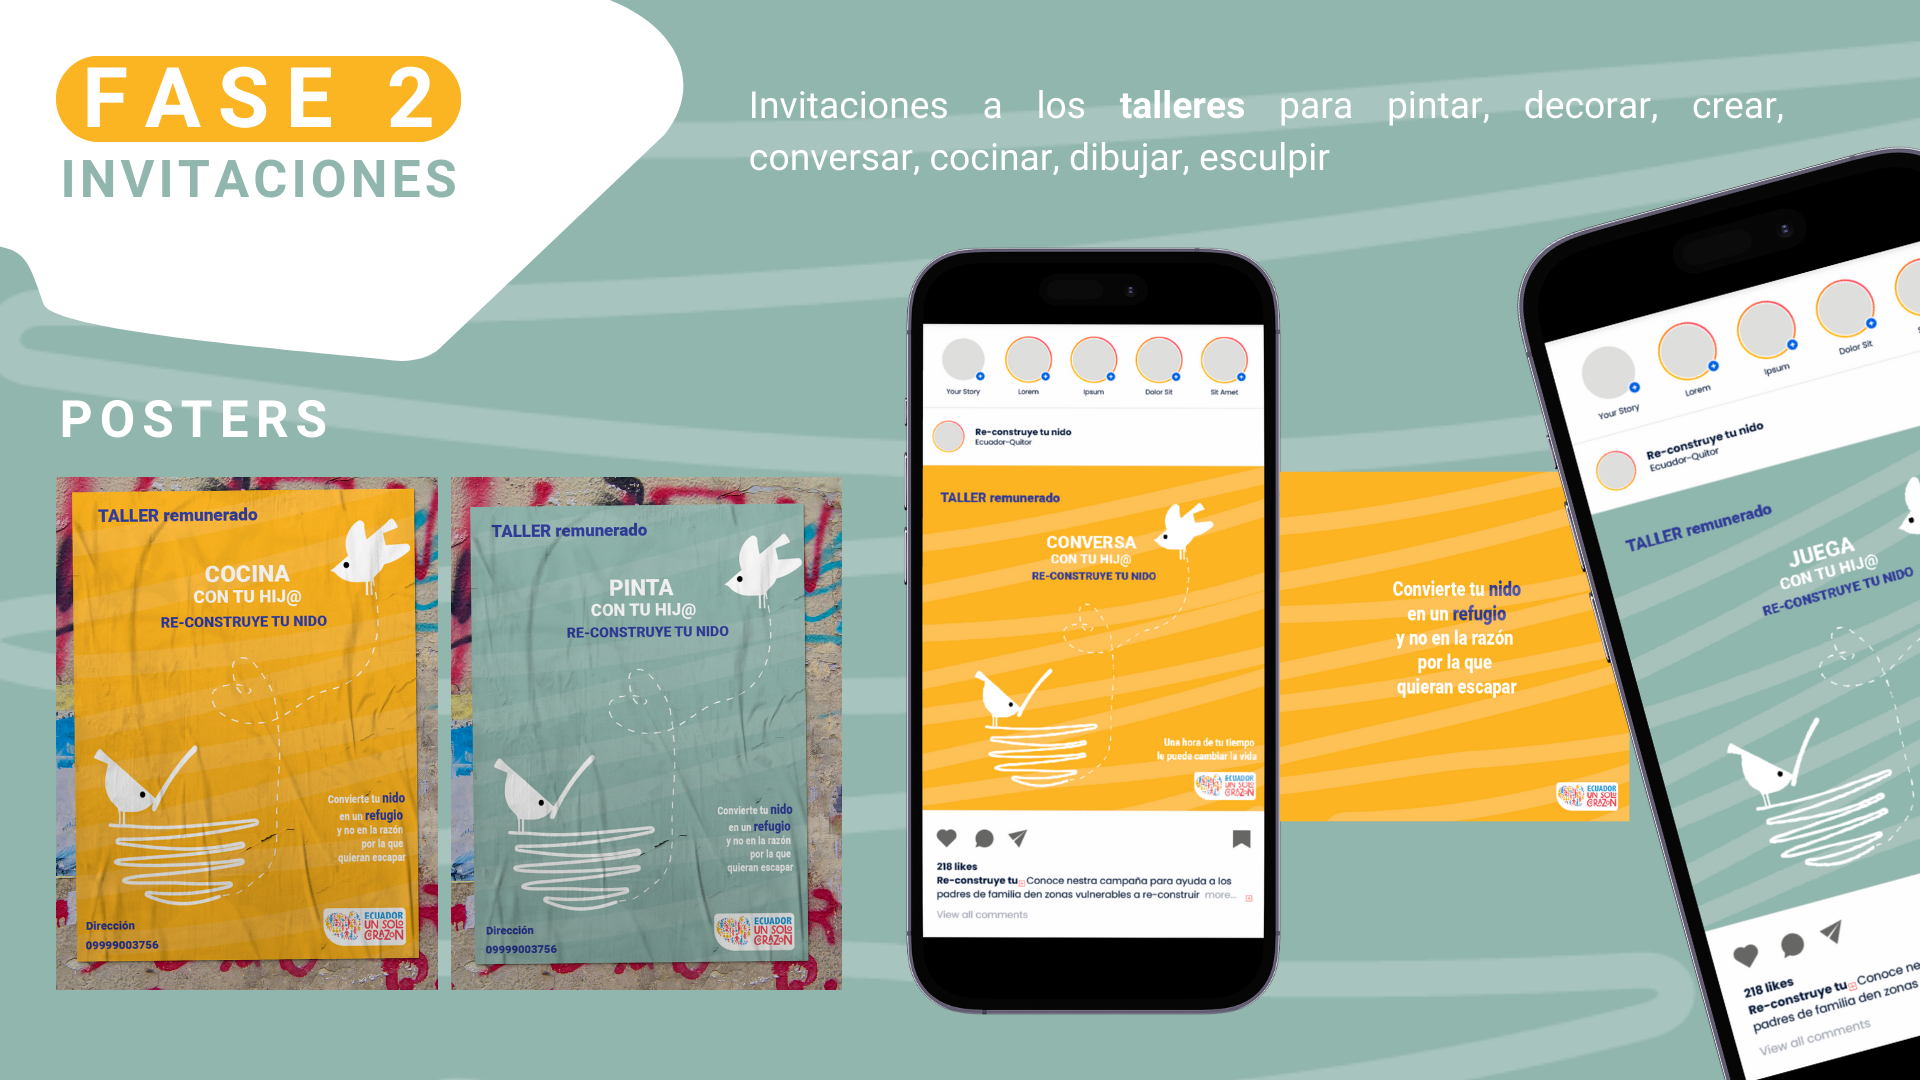 FASE 2
INVITACIONES
Invitaciones a los talleres para pintar, decorar, crear,
conversar, cocinar, dibujar, esculpir
POSTERS
TALLER remunerado
COCINA
CON TU HIJ@
RE-CONSTRUYE TU NIDO
Convierte tu nido
en un refugio
y no en la razón
por la que
quieran escapar
Dirección
09999003756
ECUADOR
UN SOLO
CORAZON
TALLER remunerado
PINTA
CON TU HIJ@
RE-CONSTRUYE TU NIDO
Convierte tu nido
en un refugio
y no en la razón
por la que
quieran escapar
Dirección
09999003756
ECUADOR
UN SOLO
CORAZON
Your Story
Lorem
Ipsum
Dolor Sit
Sit Amet
Re-construye tu nido
Ecuador-Quitor
TALLER remunerado
CONVERSA
CON TU HIJ@
RE-CONSTRUYE TU NIDO
Una hora de tu tiempo
le puede cambiar la vida
ECUADOR
UN SOLO
CORAZON
218 likes
Re-construye tu Conoce nestra campaña para ayuda a los
padres de familia den zonas vulnerables a re-construir more...
View all comments
Convierte tu nido
en un refugio
y no en la razón
por la que
quieran escapar
ECUADOR
UN SOLO
CORAZON
Your Story
Lorem
Ipsum
Dolor Sit
Re-construye tu nido
Ecuador-Quitor
TALLER remunerado
JUEGA
CON TU HIJ@
RE-CONSTRUYE TU NIDO
218 likes
Re-construye tu Conoce ne
padres de familia den zonas
View all comments